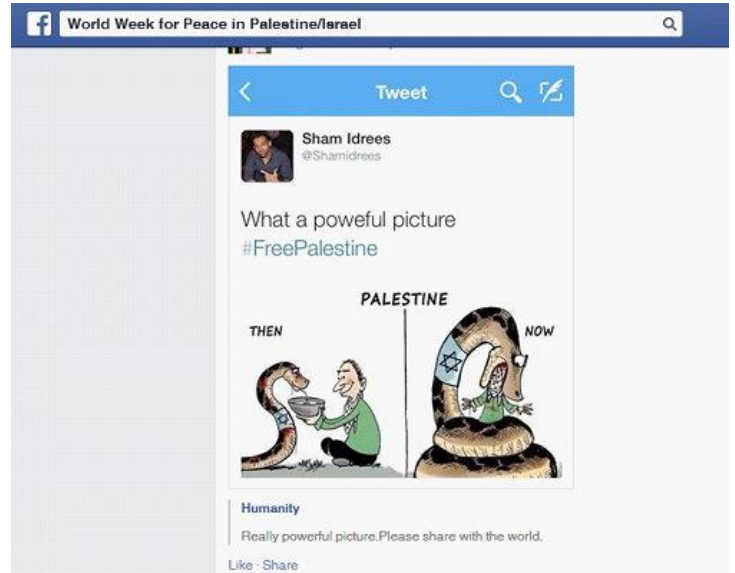 World Week for Peace in Palestine/Israel
Tweet
Sham Idrees
@Shamidrees
What a poweful picture
#FreePalestine
PALESTINE
THEN
NOW
Humanity
Really powerful picture.Please share with the world.
Like · Share